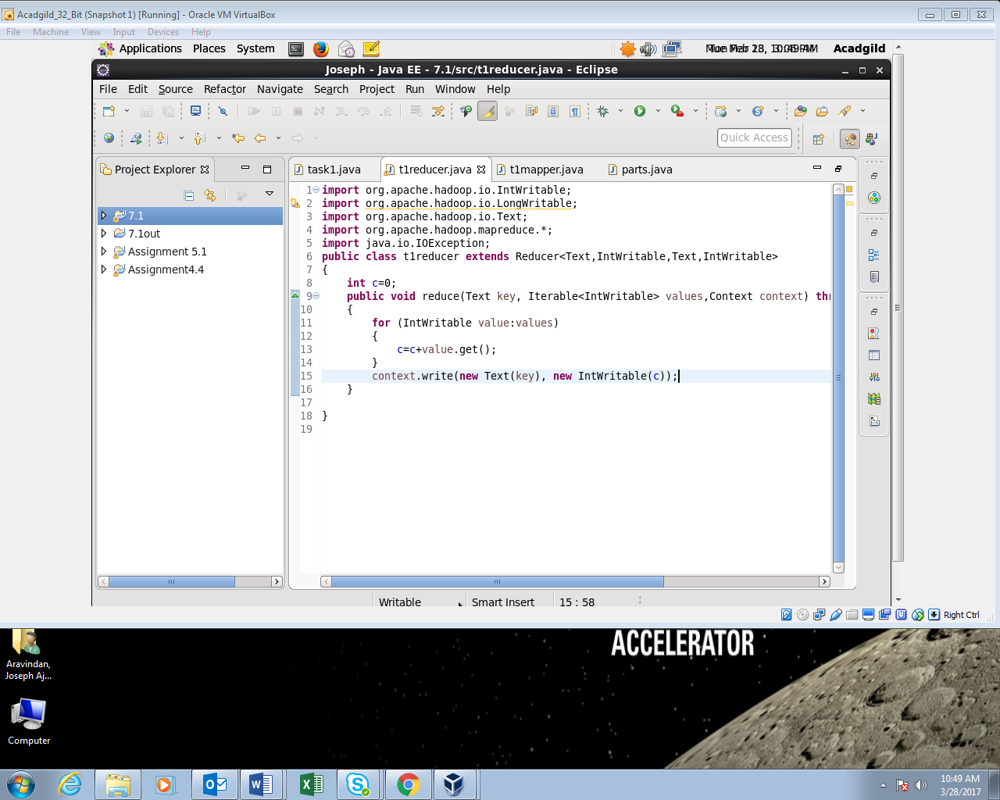 Acadgild_32_Bit (Snapshot 1) [Running] - Oracle VM VirtualBox
File Machine View Input Devices Help
Applications Places System
Acadgild
Joseph - Java EE - 7.1/src/t1reducer.java - Eclipse
File Edit Source Refactor Navigate Search Project Run Window Help
Quick Access
Project Explorer
task1.java t1reducer.java t1mapper.java parts.java
7.1
7.1out
Assignment 5.1
Assignment4.4
1 import org.apache.hadoop.io.IntWritable;
2 import org.apache.hadoop.io.LongWritable;
3 import org.apache.hadoop.io.Text;
4 import org.apache.hadoop.mapreduce.*;
5 import java.io.IOException;
6 public class t1reducer extends Reducer<Text,IntWritable,Text,IntWritable>
7 {
8 int c=0;
9 public void reduce(Text key, Iterable<IntWritable> values,Context context) thr
10 {
11 for (IntWritable value:values)
12 {
13 c=c+value.get();
14 }
15 context.write(new Text(key), new IntWritable(c));
16 }
17
18 }
19
Writable Smart Insert 15 : 58
Right Ctrl
ACCELERATOR
Aravindan,
Joseph Aj...
Computer
10:49 AM
3/28/2017